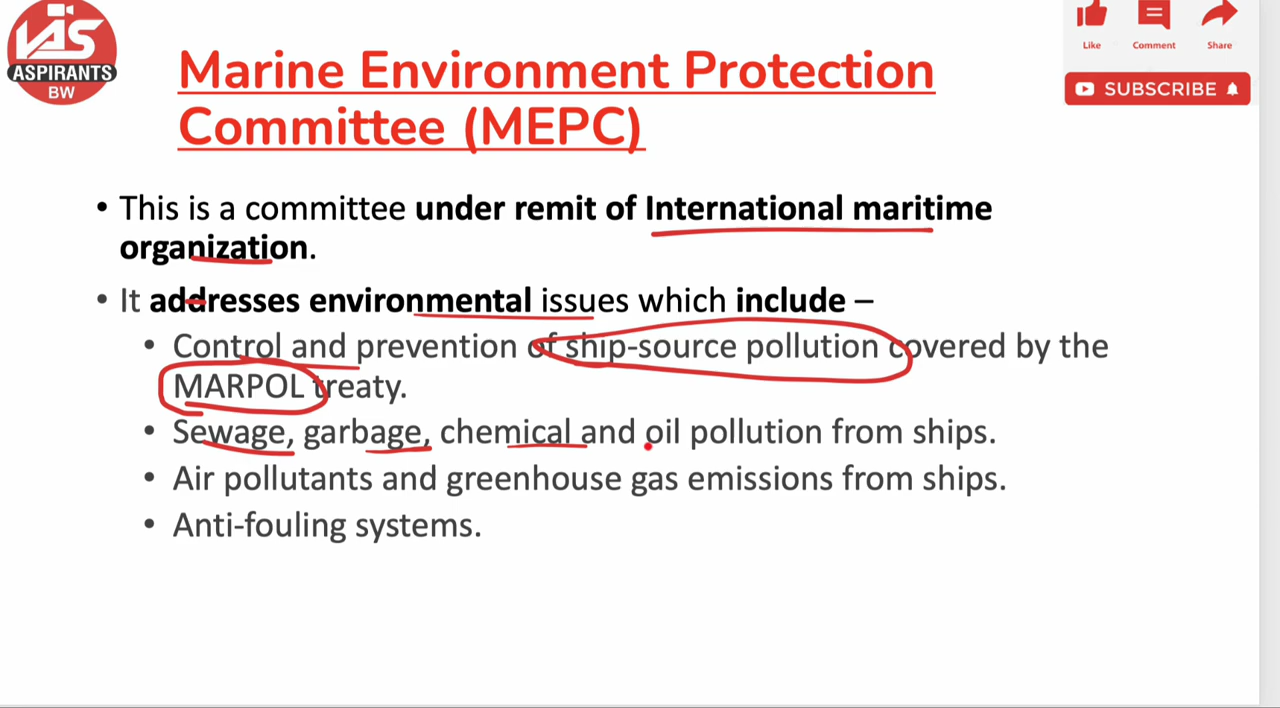 IAS
ASPIRANTS
BW
Like
Comment
Share
SUBSCRIBE
Marine Environment Protection
Committee (MEPC)
• This is a committee under remit of International maritime
organization.
• It addresses environmental issues which include –
• Control and prevention of ship-source pollution covered by the
MARPOL treaty.
• Sewage, garbage, chemical and oil pollution from ships.
• Air pollutants and greenhouse gas emissions from ships.
• Anti-fouling systems.